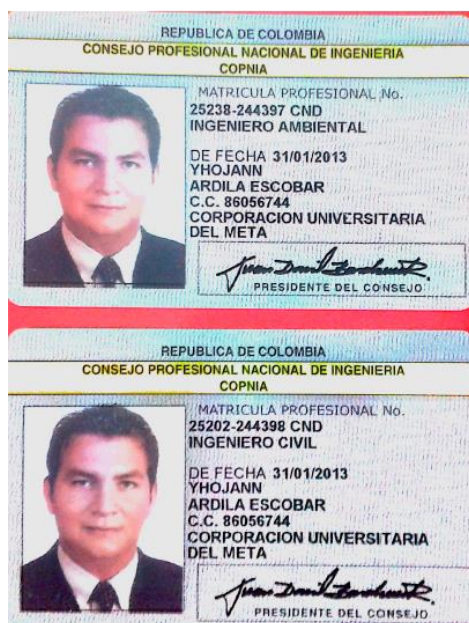 REPUBLICA DE COLOMBIA
CONSEJO PROFESIONAL NACIONAL DE INGENIERIA
COPNIA
MATRICULA PROFESIONAL No.
25238-244397 CND
INGENIERO AMBIENTAL
DE FECHA 31/01/2013
YHOJANN
ARDILA ESCOBAR
C.C. 86056744
CORPORACION UNIVERSITARIA
DEL META
PRESIDENTE DEL CONSEJO
REPUBLICA DE COLOMBIA
CONSEJO PROFESIONAL NACIONAL DE INGENIERIA
COPNIA
MATRICULA PROFESIONAL No.
25202-244398 CND
INGENIERO CIVIL
DE FECHA 31/01/2013
YHOJANN
ARDILA ESCOBAR
C.C. 86056744
CORPORACION UNIVERSITARIA
DEL META
PRESIDENTE DEL CONSEJO